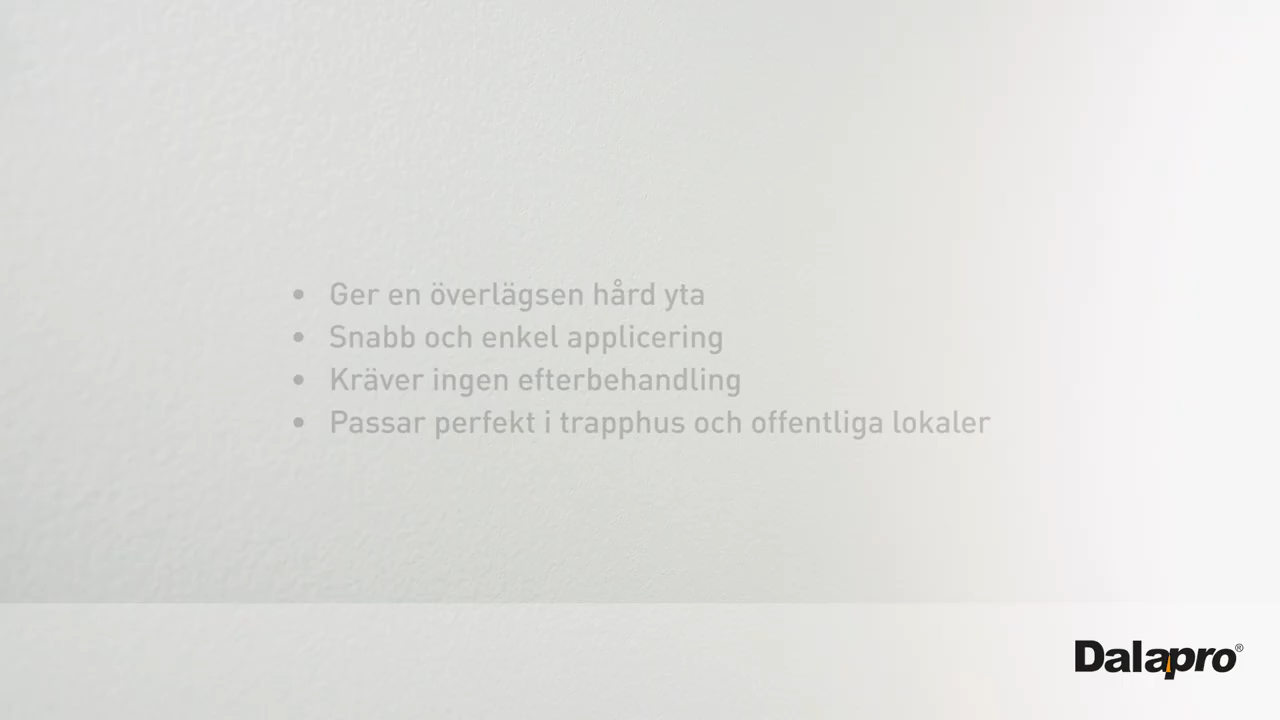 • Ger en överlägsen hård yta
• Snabb och enkel applicering
• Kräver ingen efterbehandling
• Passar perfekt i trapphus och offentliga lokaler
Dalapro®